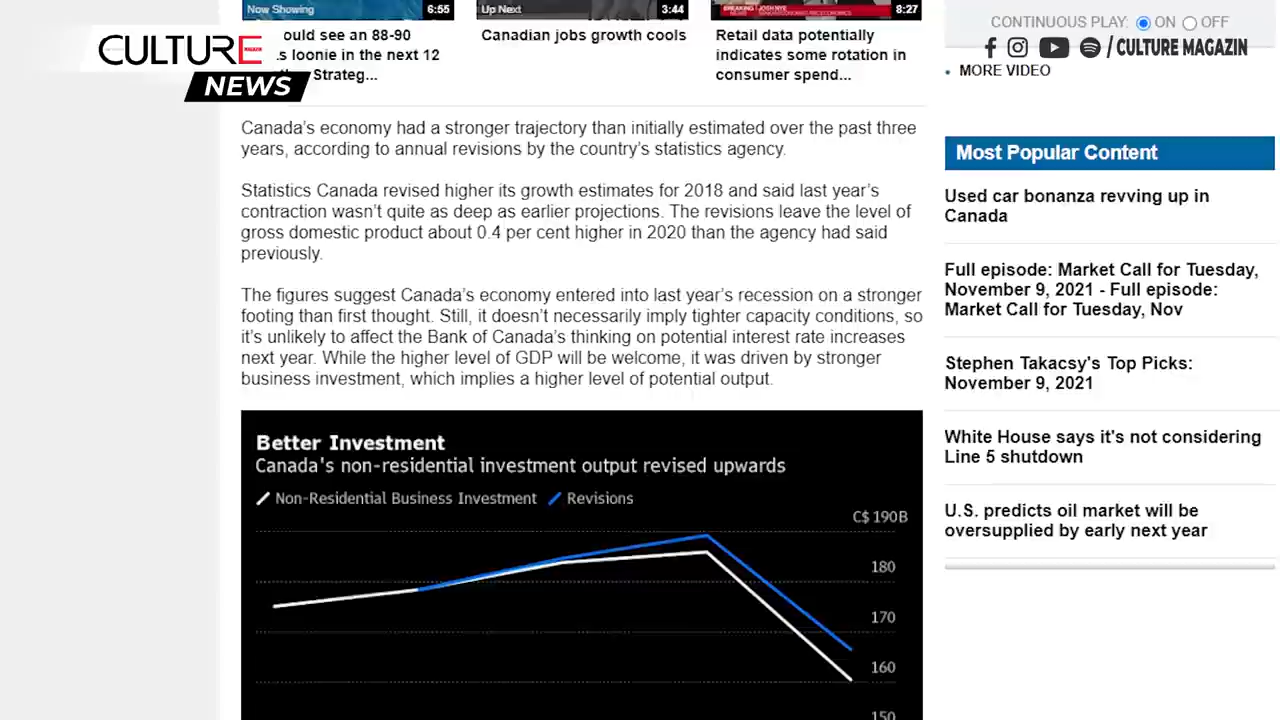 Now Showing
6:55
Up Next
3:44
BREAKING
NEWS
JOSH NYE
8:27
CONTINUOUS PLAY: ON OFF
CULTURE
NEWS
ould see an 88-90
s loonie in the next 12
Strateg...
Canadian jobs growth cools
Retail data potentially
indicates some rotation in
consumer spend...
/ CULTURE MAGAZIN
MORE VIDEO
Canada's economy had a stronger trajectory than initially estimated over the past three
years, according to annual revisions by the country's statistics agency.
Statistics Canada revised higher its growth estimates for 2018 and said last year's
contraction wasn't quite as deep as earlier projections. The revisions leave the level of
gross domestic product about 0.4 per cent higher in 2020 than the agency had said
previously.
The figures suggest Canada's economy entered into last year's recession on a stronger
footing than first thought. Still, it doesn't necessarily imply tighter capacity conditions, so
it's unlikely to affect the Bank of Canada's thinking on potential interest rate increases
next year. While the higher level of GDP will be welcome, it was driven by stronger
business investment, which implies a higher level of potential output.
Better Investment
Canada's non-residential investment output revised upwards
Non-Residential Business Investment Revisions
C$ 190B
180
170
160
150
Most Popular Content
Used car bonanza revving up in
Canada
Full episode: Market Call for Tuesday,
November 9, 2021 - Full episode:
Market Call for Tuesday, Nov
Stephen Takacsy's Top Picks:
November 9, 2021
White House says it's not considering
Line 5 shutdown
U.S. predicts oil market will be
oversupplied by early next year